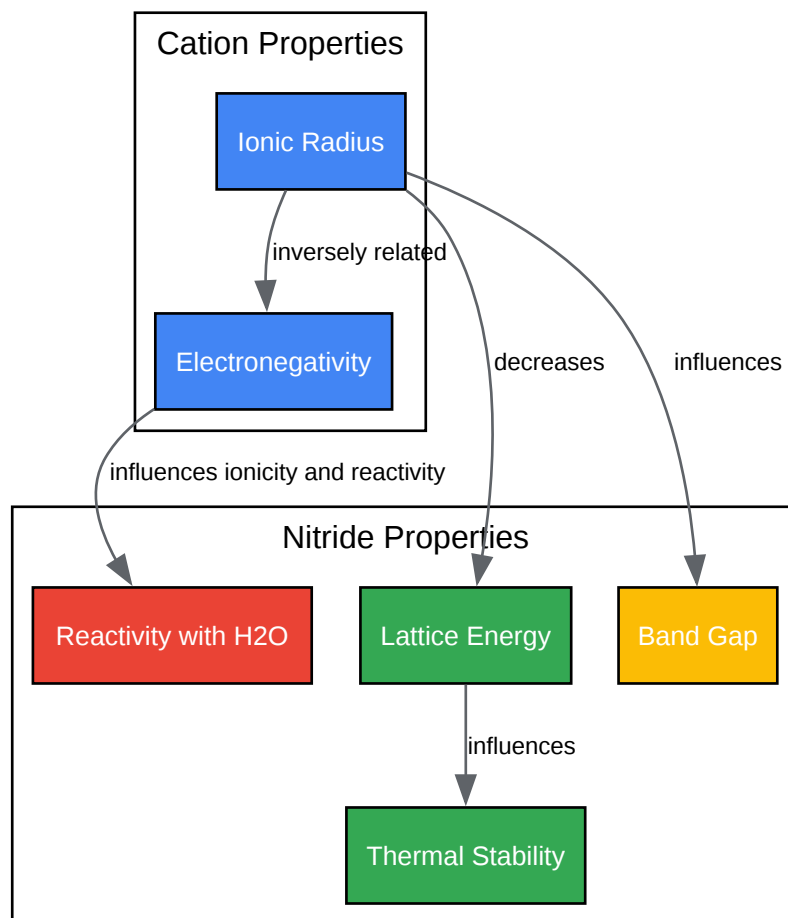 Cation Properties
Ionic Radius
inversely related
Electronegativity
decreases
influences
influences ionicity and reactivity
Nitride Properties
Reactivity with H2O
Lattice Energy
Band Gap
influences
Thermal Stability